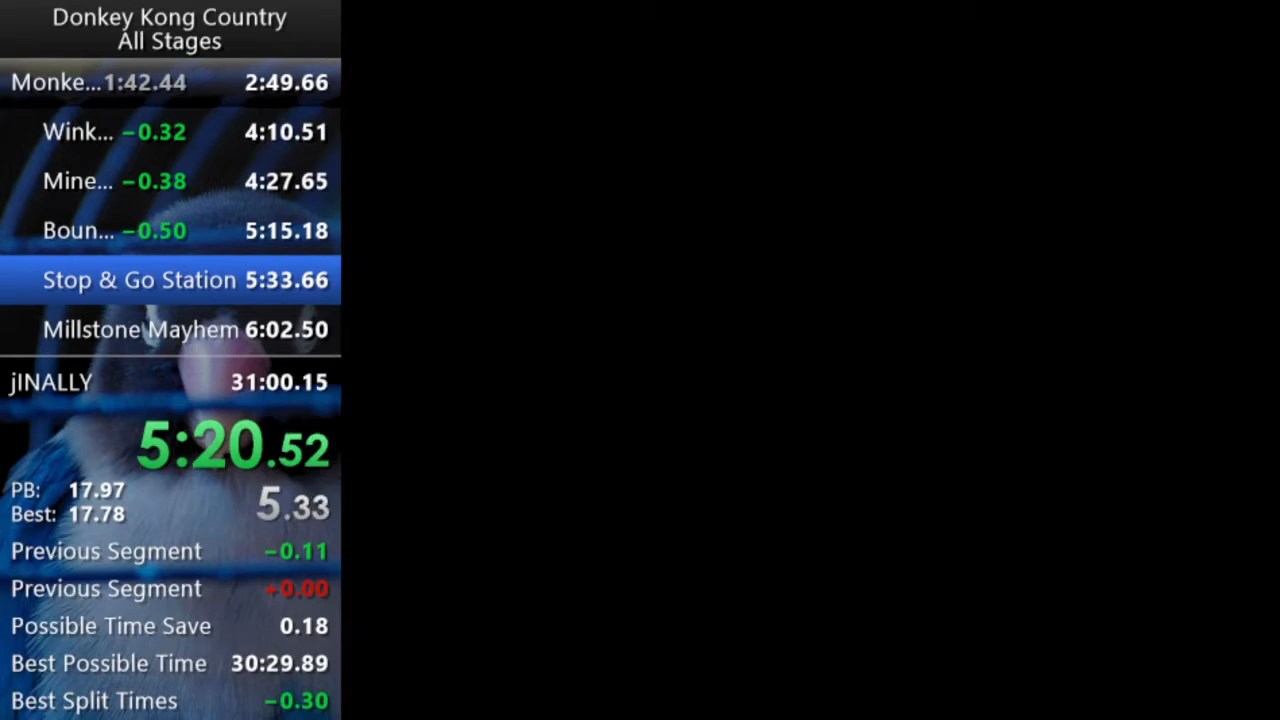 Donkey Kong Country
All Stages
Monke... 1:42.44 2:49.66
Wink... -0.32 4:10.51
Mine... -0.38 4:27.65
Boun... -0.50 5:15.18
Stop & Go Station 5:33.66
Millstone Mayhem 6:02.50
jINALLY 31:00.15
5:20.52
PB: 17.97 5.33
Best: 17.78
Previous Segment -0.11
Previous Segment +0.00
Possible Time Save 0.18
Best Possible Time 30:29.89
Best Split Times -0.30